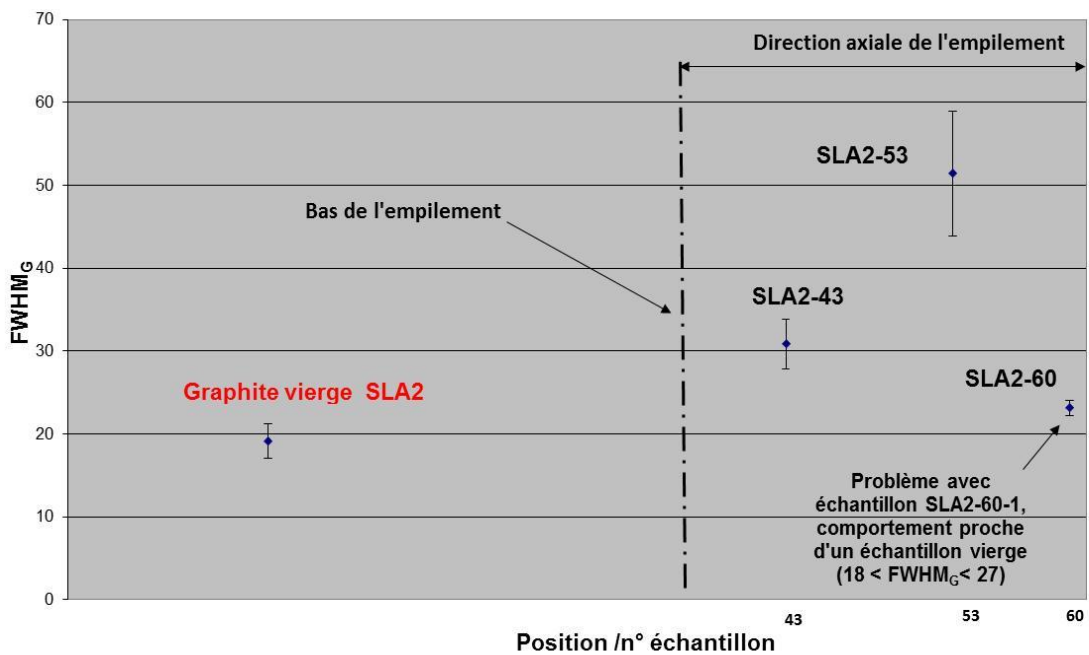 70
60
50
40
30
20
10
0
FWHMG
Direction axiale de l'empilement
SLA2-53
Bas de l'empilement
SLA2-43
SLA2-60
Graphite vierge SLA2
Problème avec
échantillon SLA2-60-1,
comportement proche
d'un échantillon vierge
(18 < FWHMG< 27)
43
53
60
Position /n° échantillon